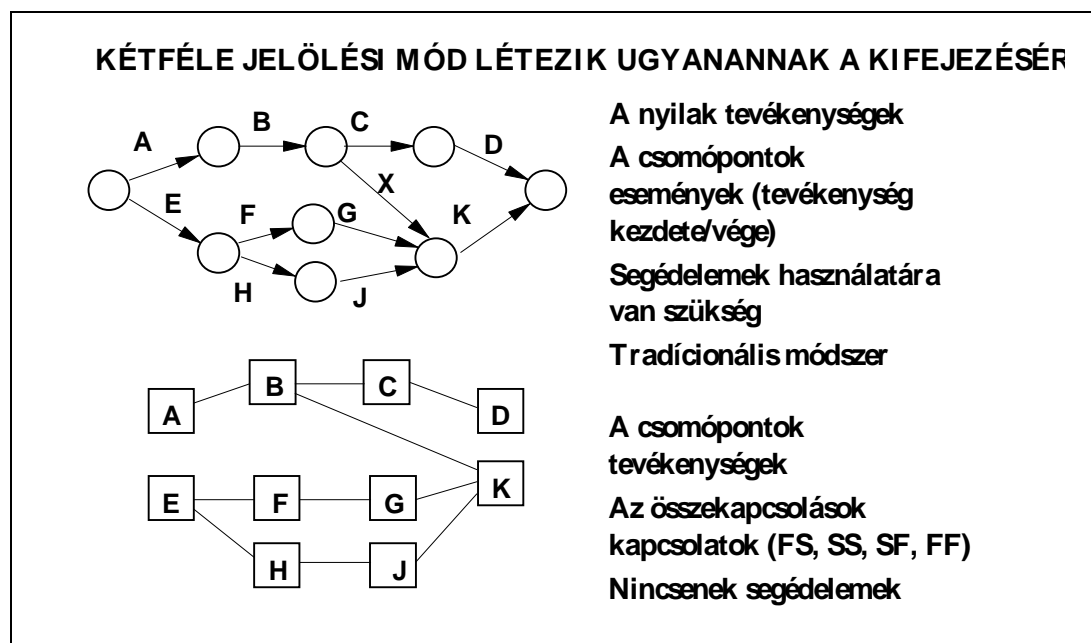 KÉTFÉLE JELÖLÉSI MÓD LÉTEZIK UGYANANNAK A KIFEJEZÉSÉR
A
B
C
D
E
F
G
X
K
H
J
A nyilak tevékenységek
A csomópontok
események (tevékenység
kezdete/vége)
Segédelemek használatára
van szükség
Tradícionális módszer
A
B
C
D
E
F
G
K
H
J
A csomópontok
tevékenységek
Az összekapcsolások
kapcsolatok (FS, SS, SF, FF)
Nincsenek segédelemek